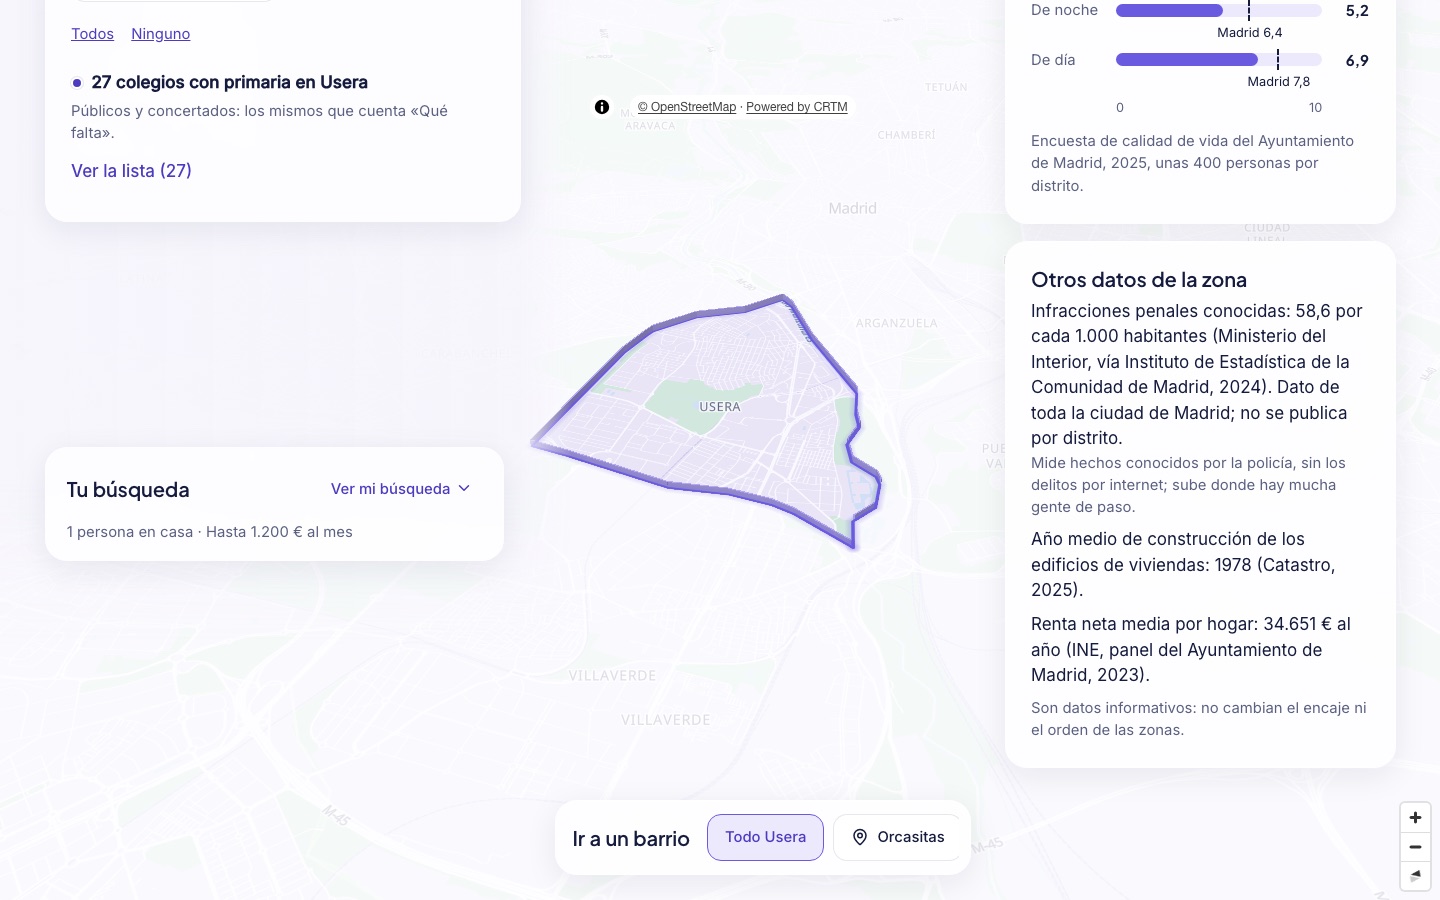 Todos Ninguno
27 colegios con primaria en Usera
Públicos y concertados: los mismos que cuenta «Qué
falta».
Ver la lista (27)
Tu búsqueda
Ver mi búsqueda
1 persona en casa · Hasta 1.200 € al mes
© OpenStreetMap · Powered by CRTM
ARAVACA
TETUÁN
CHAMBERÍ
Madrid
CIUDAD
LINEAL
ARGANZUELA
USERA
VILLAVERDE
VILLAVERDE
M-45
M-45
De noche 5,2
Madrid 6,4
De día 6,9
Madrid 7,8
0 10
Encuesta de calidad de vida del Ayuntamiento
de Madrid, 2025, unas 400 personas por
distrito.
Otros datos de la zona
Infracciones penales conocidas: 58,6 por
cada 1.000 habitantes (Ministerio del
Interior, vía Instituto de Estadística de la
Comunidad de Madrid, 2024). Dato de
toda la ciudad de Madrid; no se publica
por distrito.
Mide hechos conocidos por la policía, sin los
delitos por internet; sube donde hay mucha
gente de paso.
Año medio de construcción de los
edificios de viviendas: 1978 (Catastro,
2025).
Renta neta media por hogar: 34.651 € al
año (INE, panel del Ayuntamiento de
Madrid, 2023).
Son datos informativos: no cambian el encaje ni
el orden de las zonas.
Ir a un barrio
Todo Usera
Orcasitas